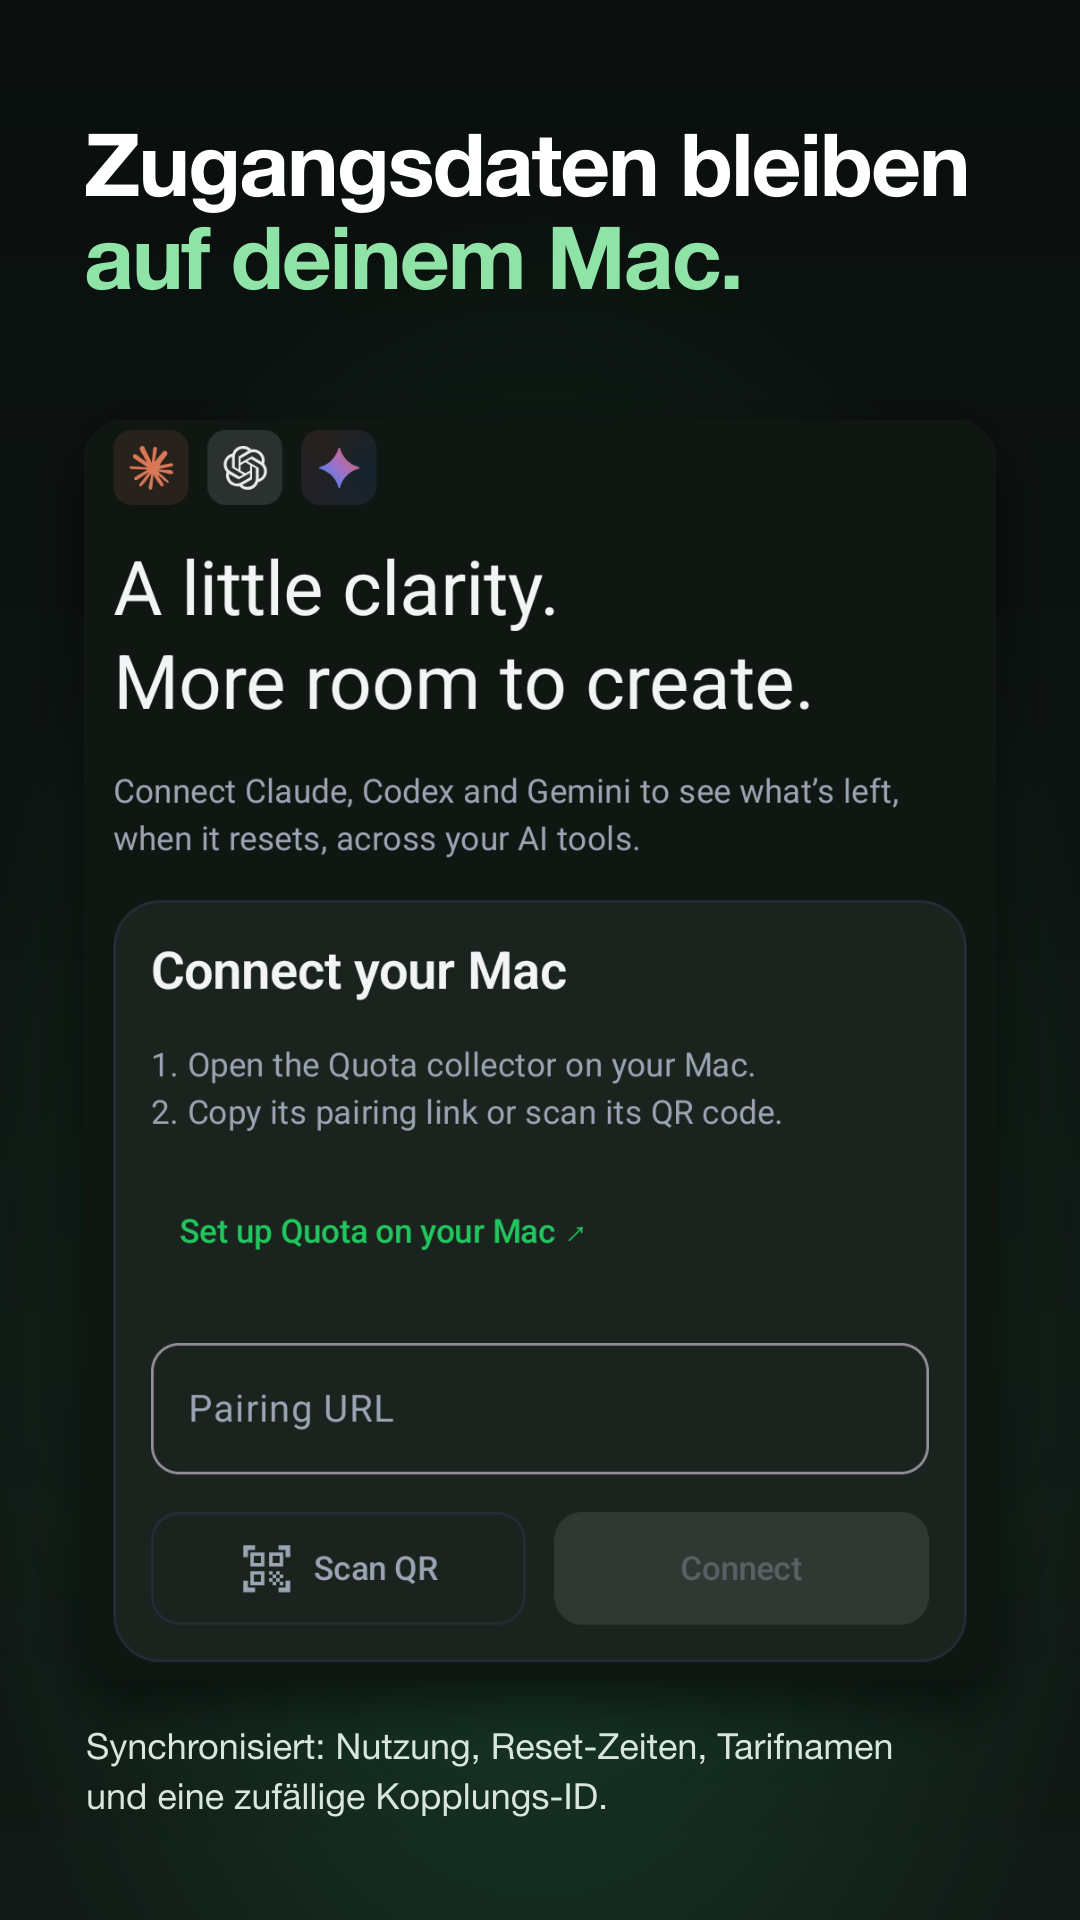 Zugangsdaten bleiben
auf deinem Mac.
A little clarity.
More room to create.
Connect Claude, Codex and Gemini to see what’s left,
when it resets, across your AI tools.
Connect your Mac
1. Open the Quota collector on your Mac.
2. Copy its pairing link or scan its QR code.
Set up Quota on your Mac ↗
Pairing URL
Scan QR
Connect
Synchronisiert: Nutzung, Reset-Zeiten, Tarifnamen
und eine zufällige Kopplungs-ID.